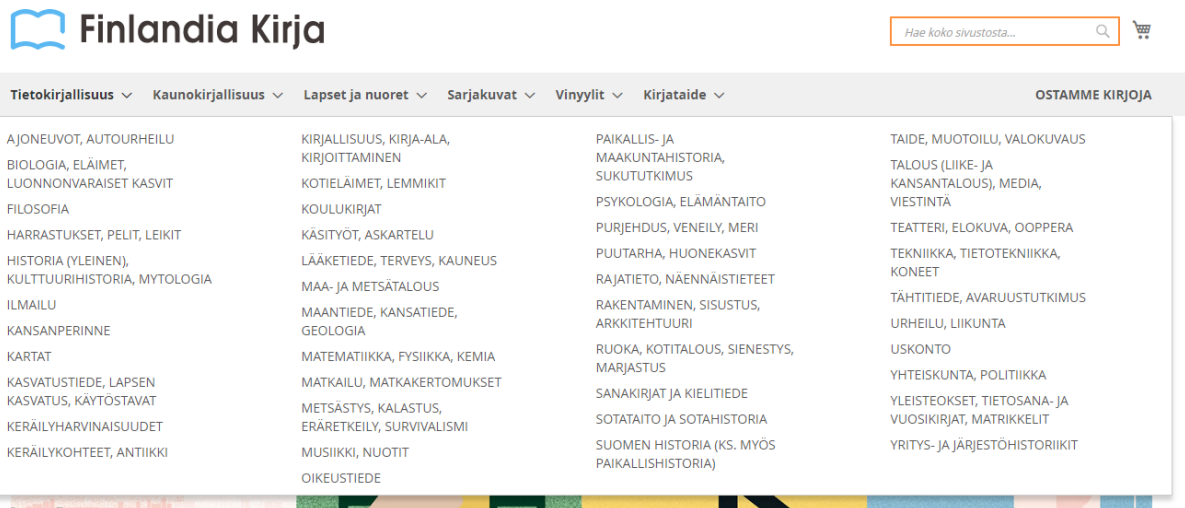 Finlandia Kirja
Hae koko sivustosta...
Tietokirjallisuus
Kaunokirjallisuus
Lapset ja nuoret
Sarjakuvat
Vinyylit
Kirjataide
OSTAMME KIRJOJA
AJONEUVOT, AUTOURHEILU
BIOLOGIA, ELÄIMET,
LUONNONVARAISET KASVIT
FILOSOFIA
HARRASTUKSET, PELIT, LEIKIT
HISTORIA (YLEINEN),
KULTTUURIHISTORIA, MYTOLOGIA
ILMAILU
KANSANPERINNE
KARTAT
KASVATUSTIEDE, LAPSEN
KASVATUS, KÄYTÖSTAVAT
KERÄILYHARVINAISUUDET
KERÄILYKOHTEET, ANTIIKKI
KIRJALLISUUS, KIRJA-ALA,
KIRJOITTAMINEN
KOTIELÄIMET, LEMMIKIT
KOULUKIRJAT
KÄSITYÖT, ASKARTELU
LÄÄKETIEDE, TERVEYS, KAUNEUS
MAA- JA METSÄTALOUS
MAANTIEDE, KANSATIEDE,
GEOLOGIA
MATEMATIIKKA, FYSIIKKA, KEMIA
MATKAILU, MATKAKERTOMUKSET
METSÄSTYS, KALASTUS,
ERÄRETKEILY, SURVIVALISMI
MUSIIKKI, NUOTIT
OIKEUSTIEDE
PAIKALLIS- JA
MAAKUNTAHISTORIA,
SUKUTUTKIMUS
PSYKOLOGIA, ELÄMÄNTAITO
PURJEHDUS, VENEILY, MERI
PUUTARHA, HUONEKASVIT
RAJATIETO, NÄENNÄISTIETEET
RAKENTAMINEN, SISUSTUS,
ARKKITEHTUURI
RUOKA, KOTITALOUS, SIENESTYS,
MARJASTUS
SANAKIRJAT JA KIELITIEDE
SOTATAITO JA SOTAHISTORIA
SUOMEN HISTORIA (KS. MYÖS
PAIKALLISHISTORIA)
TAIDE, MUOTOILU, VALOKUVAUS
TALOUS (LIIKE- JA
KANSANTALOUS), MEDIA,
VIESTINTÄ
TEATTERI, ELOKUVA, OOPPERA
TEKNIIKKA, TIETOTEKNIIKKA,
KONEET
TÄHTITIEDE, AVARUUSTUTKIMUS
URHEILU, LIIKUNTA
USKONTO
YHTEISKUNTA, POLITIIKKA
YLEISTEOKSET, TIETOSANA- JA
VUOSIKIRJAT, MATRIKKELIT
YRITYS- JA JÄRJESTÖHISTORIIKIT